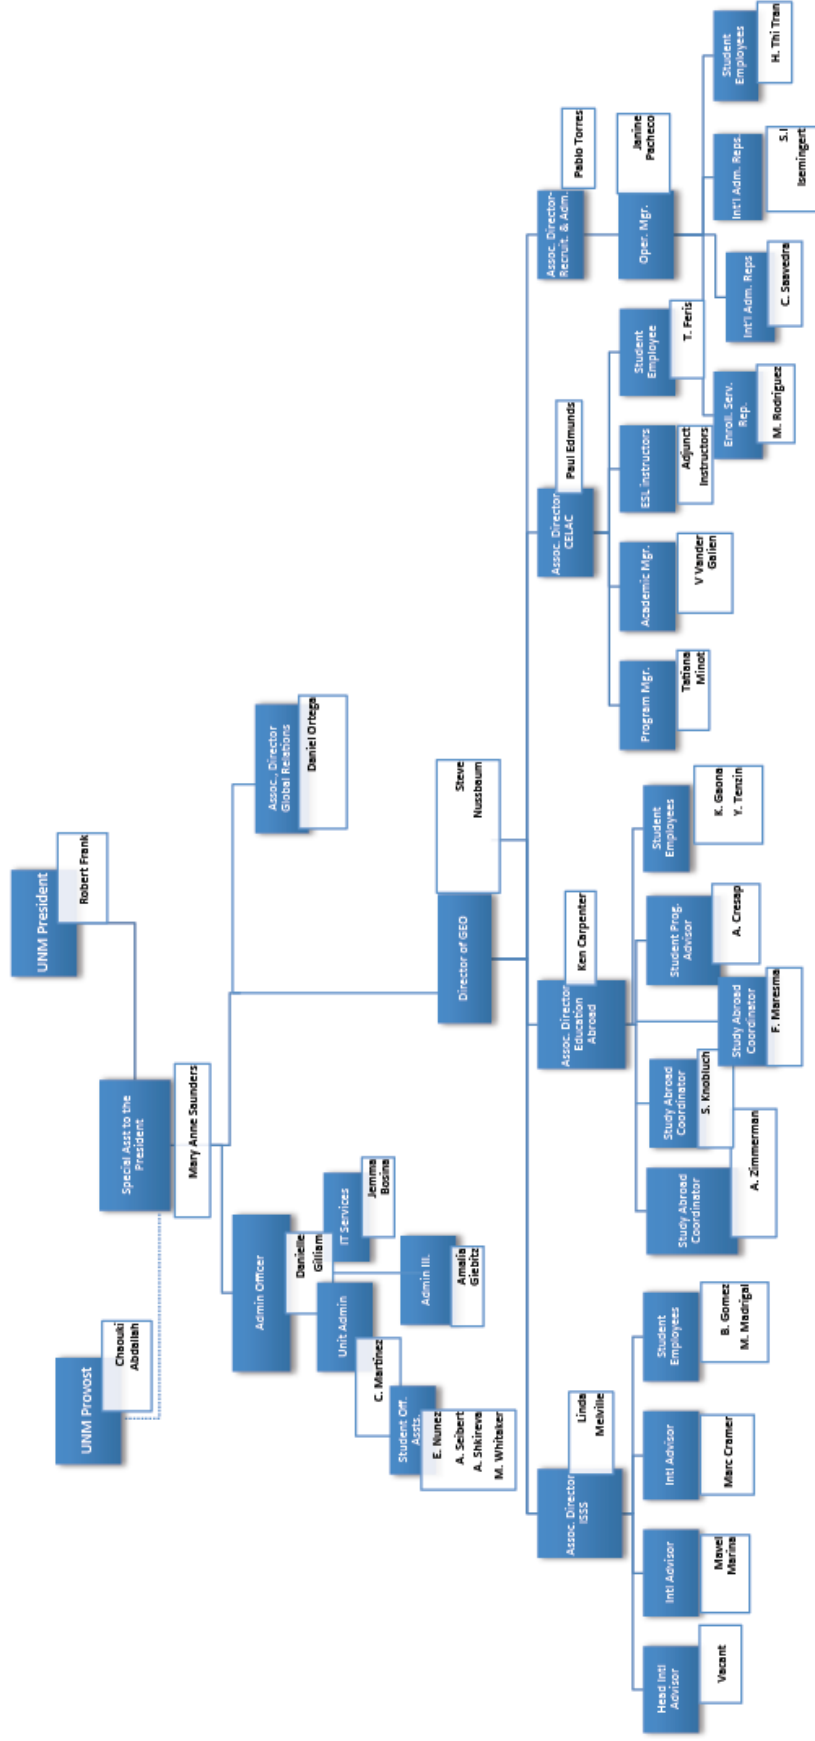 UNM Provost
Chaouki
Abdallah
UNM President
Robert Frank
Special Asst to the
President
Mary Anne Saunders
Admin Officer
Danielle
Gilliam
Assoc., Director
Global Relations
Daniel Ortega
Unit Admin
C. Martinez
IT Services
Jemma
Bosina
Student Off.
Assts.
E. Nunez
A. Seibert
A. Shkireva
M. Whitaker
Admin III.
Amalia
Giebitz
Director of GEO
Steve
Nussbaum
Assoc. Director
ISSS
Linda
Melville
Assoc. Director
Education
Abroad
Ken Carpenter
Assoc. Director
CELAC
Paul Edmunds
Assoc. Director-
Recruit. & Adm.
Pablo Torres
Head Intl
Advisor
Vacant
Intl Advisor
Mavel
Marina
Intl Advisor
Marc Cramer
Student
Employees
B. Gomez
M. Madrigal
Study Abroad
Coordinator
A. Zimmerman
Study Abroad
Coordinator
S. Knobluch
Study Abroad
Coordinator
F. Maresma
Student Prog.
Advisor
A. Cresap
Student
Employees
K. Gaona
Y. Tenzin
Program Mgr.
Tatiana
Minot
Academic Mgr.
V Vander
Galien
ESL Instructors
Adjunct
Instructors
Student
Employee
T. Feris
Oper. Mgr.
Janine
Pacheco
Enroll. Serv.
Rep.
M. Rodriguez
Int'l Adm. Reps
C. Saavedra
Int'l Adm. Reps.
S.I
Isemingert
Student
Employees
H. Thi Tran